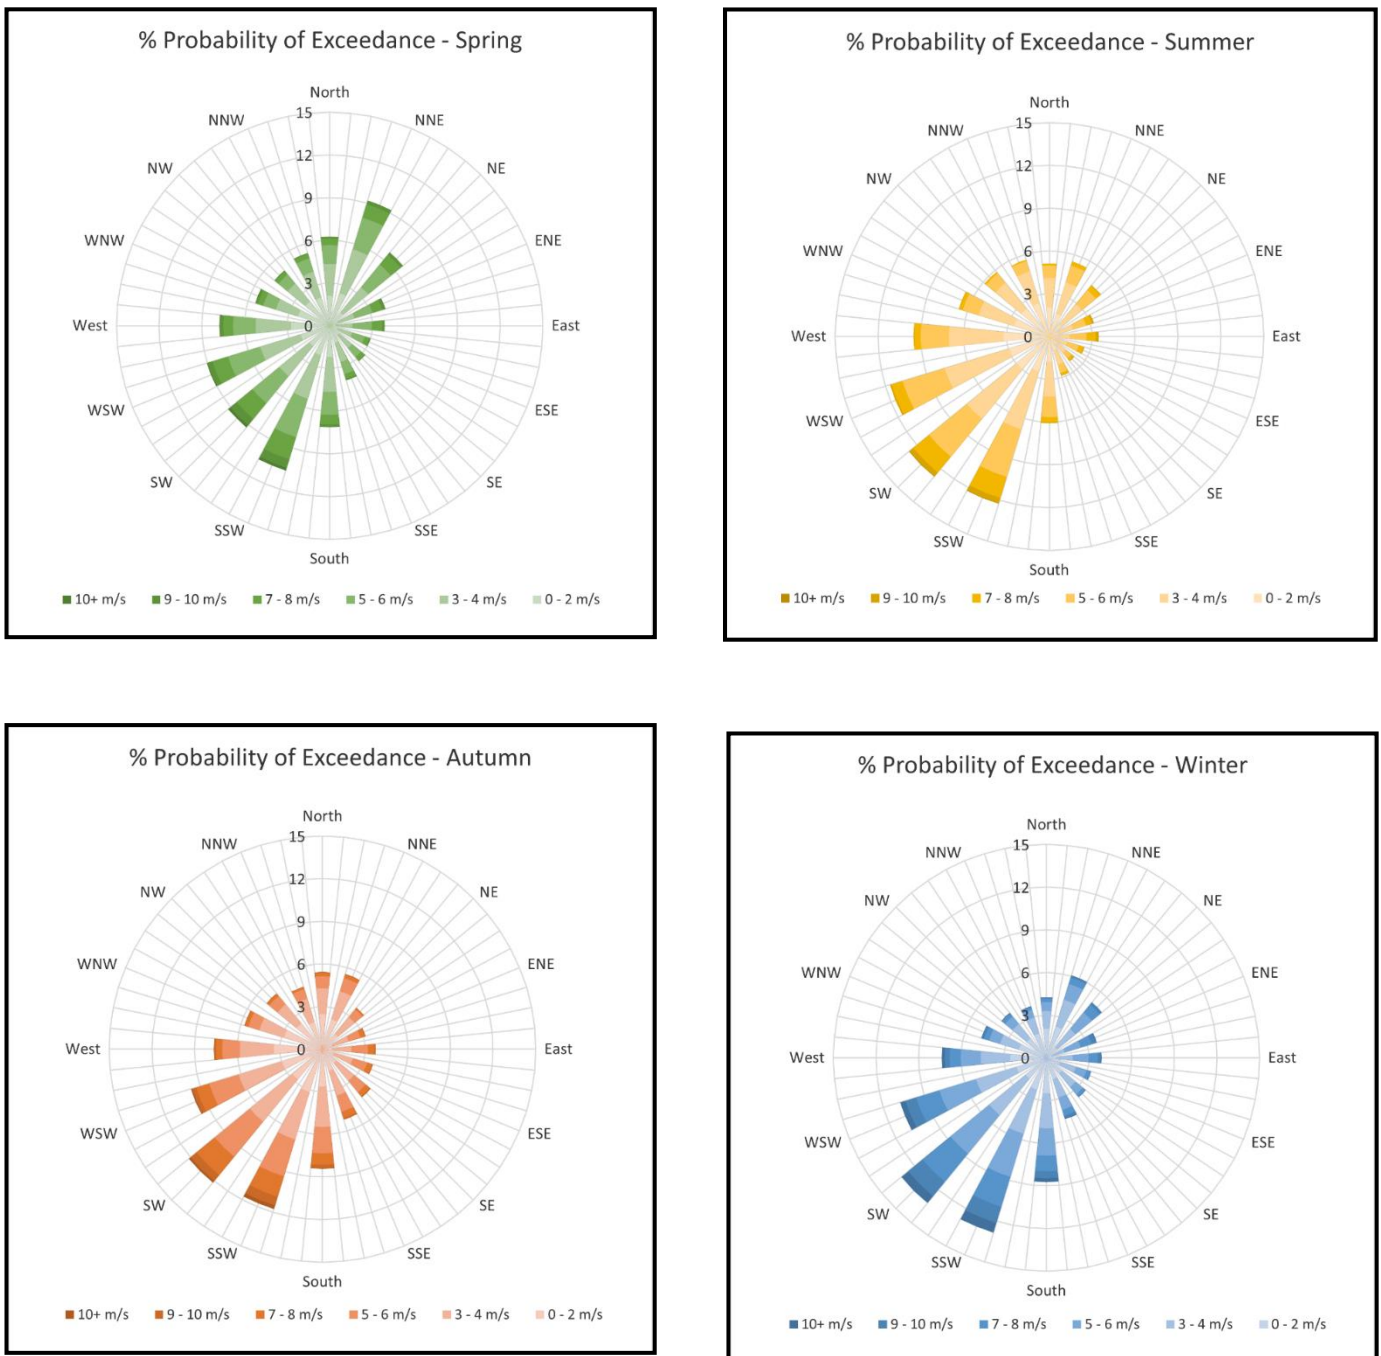 % Probability of Exceedance - Spring
North
NNW
15
NNE
NW
12
NE
9
WNW
6
ENE
3
West
0
East
WSW
ESE
SW
SE
SSW
SSE
South
10+ m/s 9 - 10 m/s 7 - 8 m/s 5 - 6 m/s 3 - 4 m/s 0 - 2 m/s
% Probability of Exceedance - Summer
North
NNW
15
NNE
NW
12
NE
9
WNW
6
ENE
3
West
0
East
WSW
ESE
SW
SE
SSW
SSE
South
10+ m/s 9 - 10 m/s 7 - 8 m/s 5 - 6 m/s 3 - 4 m/s 0 - 2 m/s
% Probability of Exceedance - Autumn
North
NNW
15
NNE
NW
12
NE
9
WNW
6
ENE
3
West
0
East
WSW
ESE
SW
SE
SSW
SSE
South
10+ m/s 9 - 10 m/s 7 - 8 m/s 5 - 6 m/s 3 - 4 m/s 0 - 2 m/s
% Probability of Exceedance - Winter
North
NNW
15
NNE
NW
12
NE
9
WNW
6
ENE
3
West
0
East
WSW
ESE
SW
SE
SSW
SSE
South
10+ m/s 9 - 10 m/s 7 - 8 m/s 5 - 6 m/s 3 - 4 m/s 0 - 2 m/s